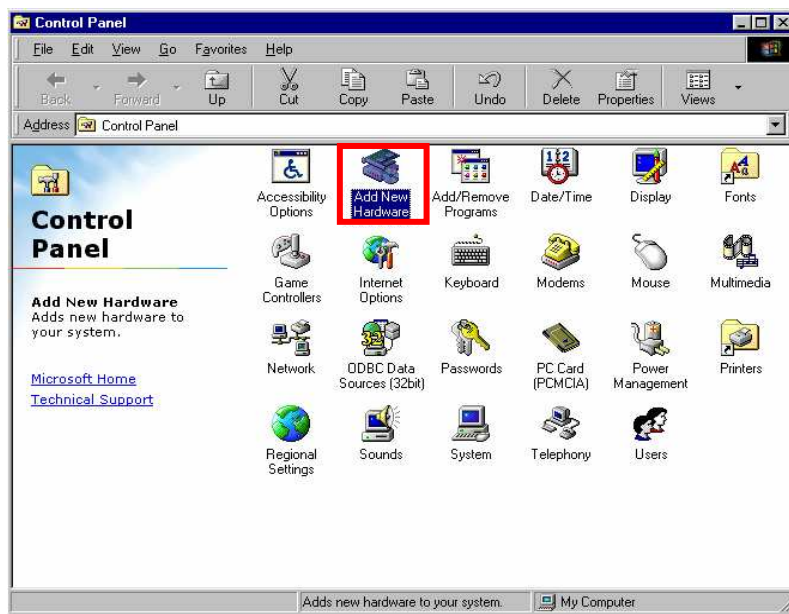 Control Panel
File Edit View Go Favorites Help
Back Forward Up Cut Copy Paste Undo Delete Properties Views
Address Control Panel
Control
Panel
Add New Hardware
Adds new hardware to
your system.
Microsoft Home
Technical Support
Accessibility
Options
Add New
Hardware
Add/Remove
Programs
Date/Time
Display
Fonts
Game
Controllers
Internet
Options
Keyboard
Modems
Mouse
Multimedia
Network
ODBC Data
Sources (32bit)
Passwords
PC Card
(PCMCIA)
Power
Management
Printers
Regional
Settings
Sounds
System
Telephony
Users
Adds new hardware to your system. My Computer